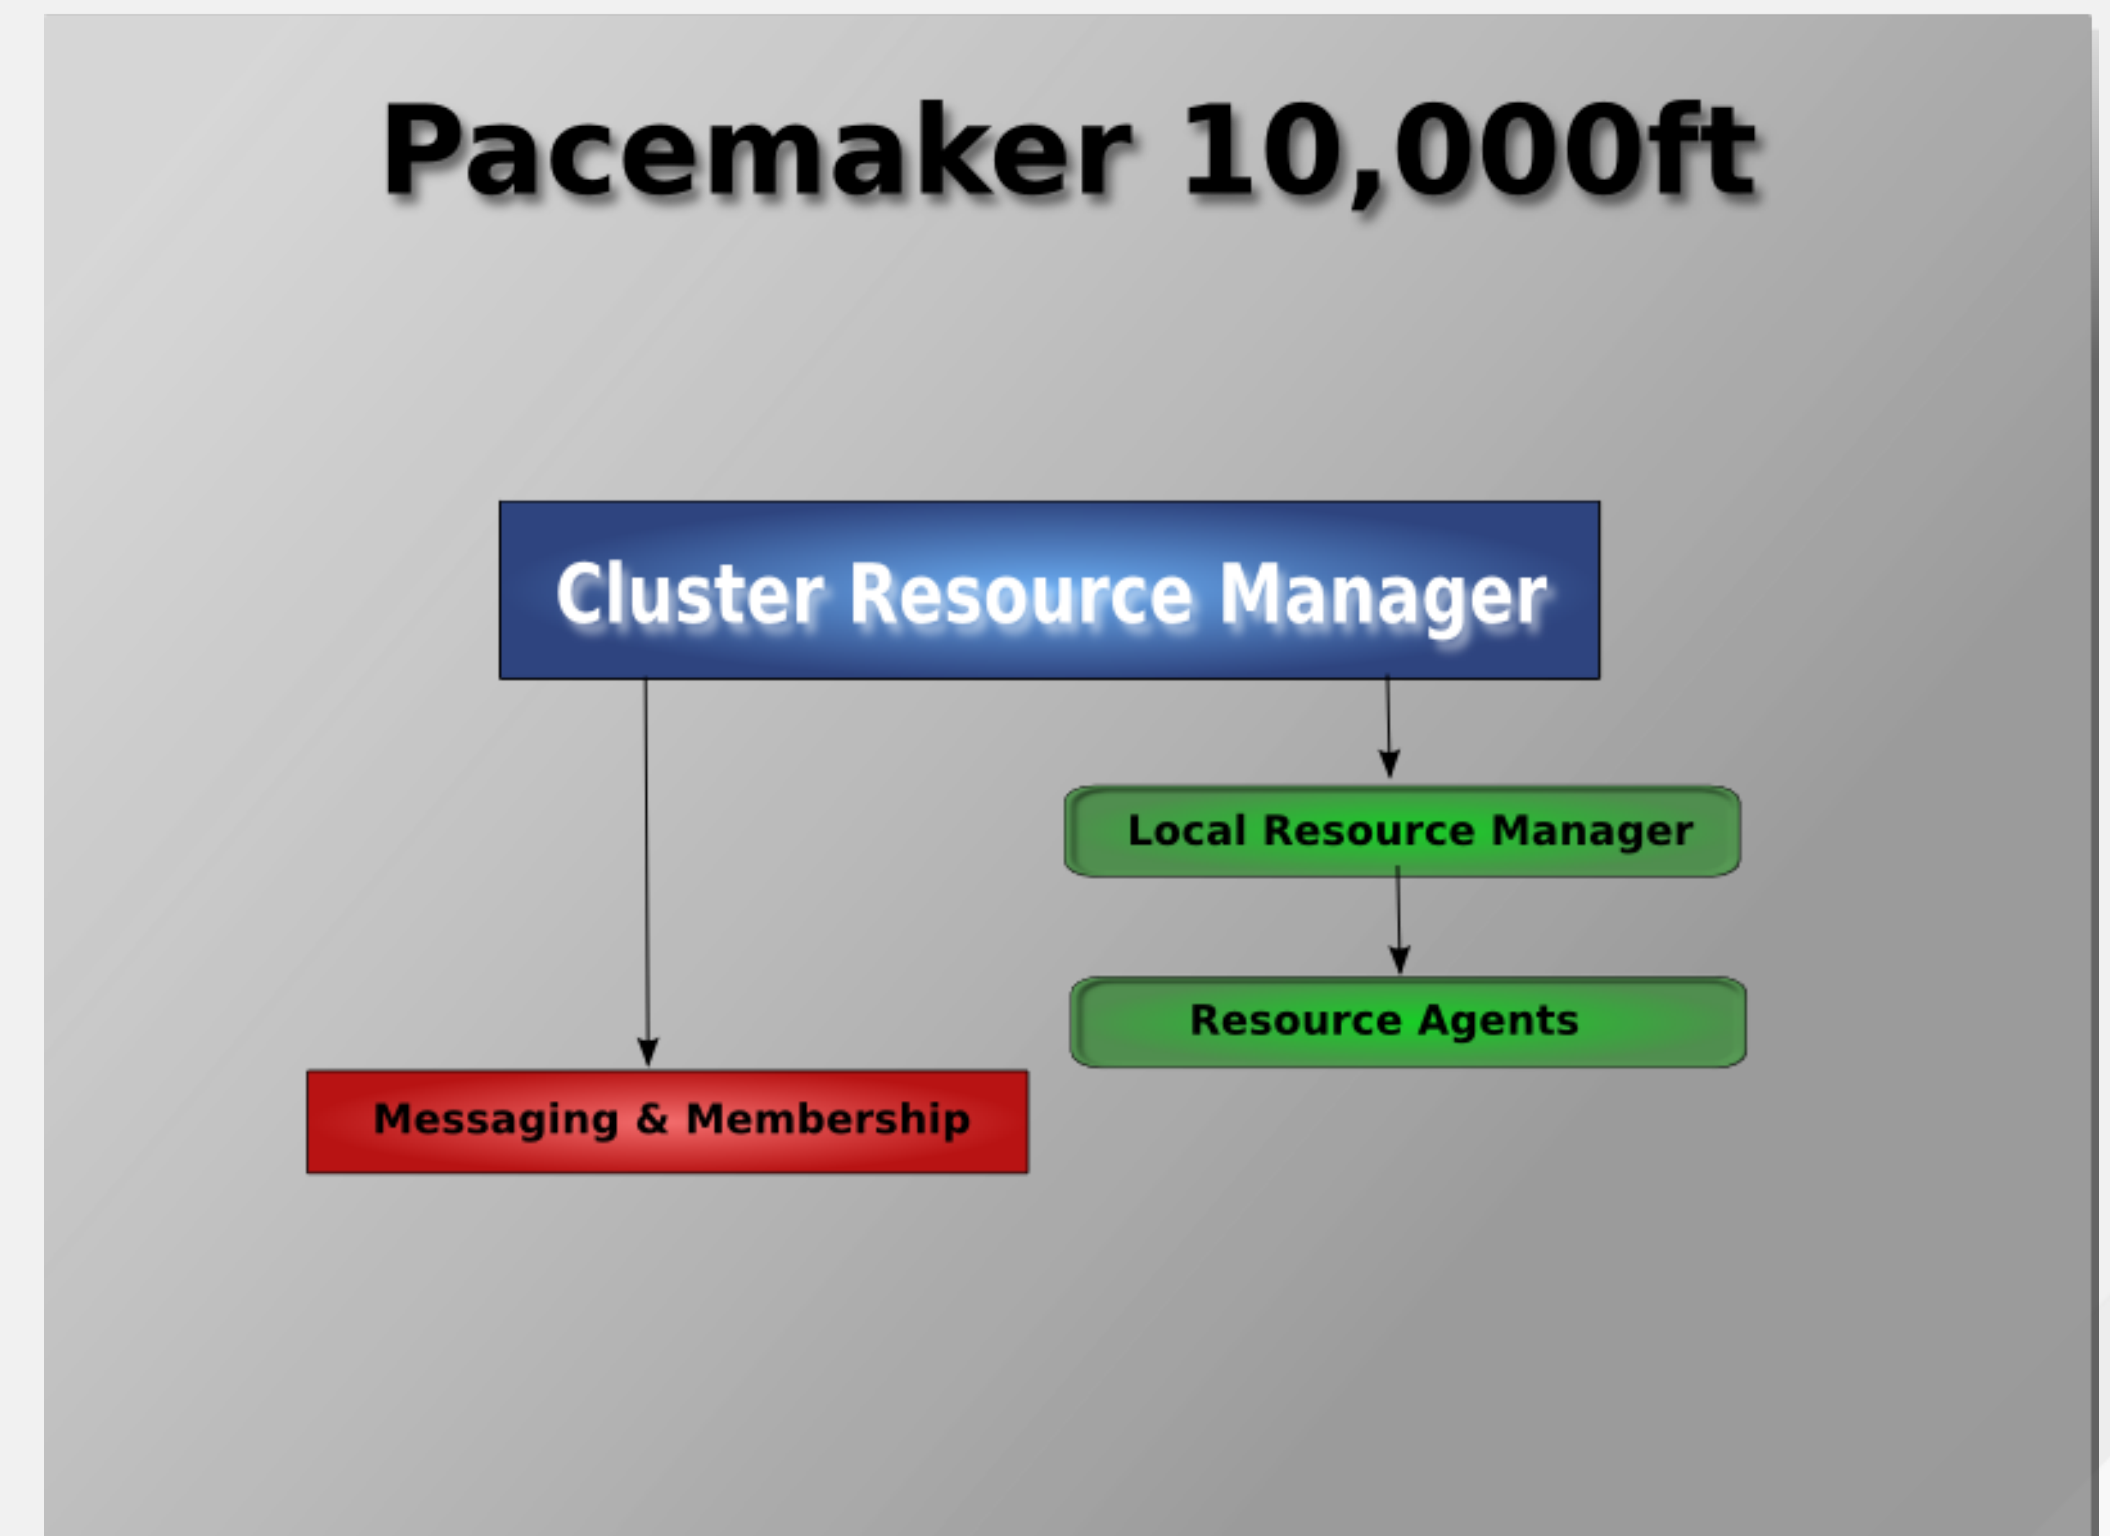 Pacemaker 10,000ft
Cluster Resource Manager
Local Resource Manager
Resource Agents
Messaging & Membership